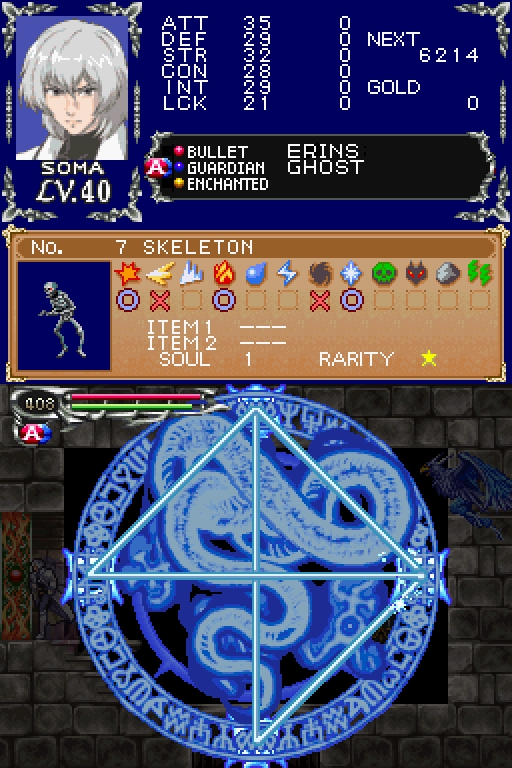 ATT 35 0
DEF 29 0 NEXT
STR 32 0 6214
CON 28 0
INT 29 0 GOLD
LCK 21 0 0
SOMA
LV.40
A
BULLET ERINS
GUARDIAN GHOST
ENCHANTED
No. 7 SKELETON
ITEM1 ---
ITEM2 ---
SOUL 1 RARITY
408
A